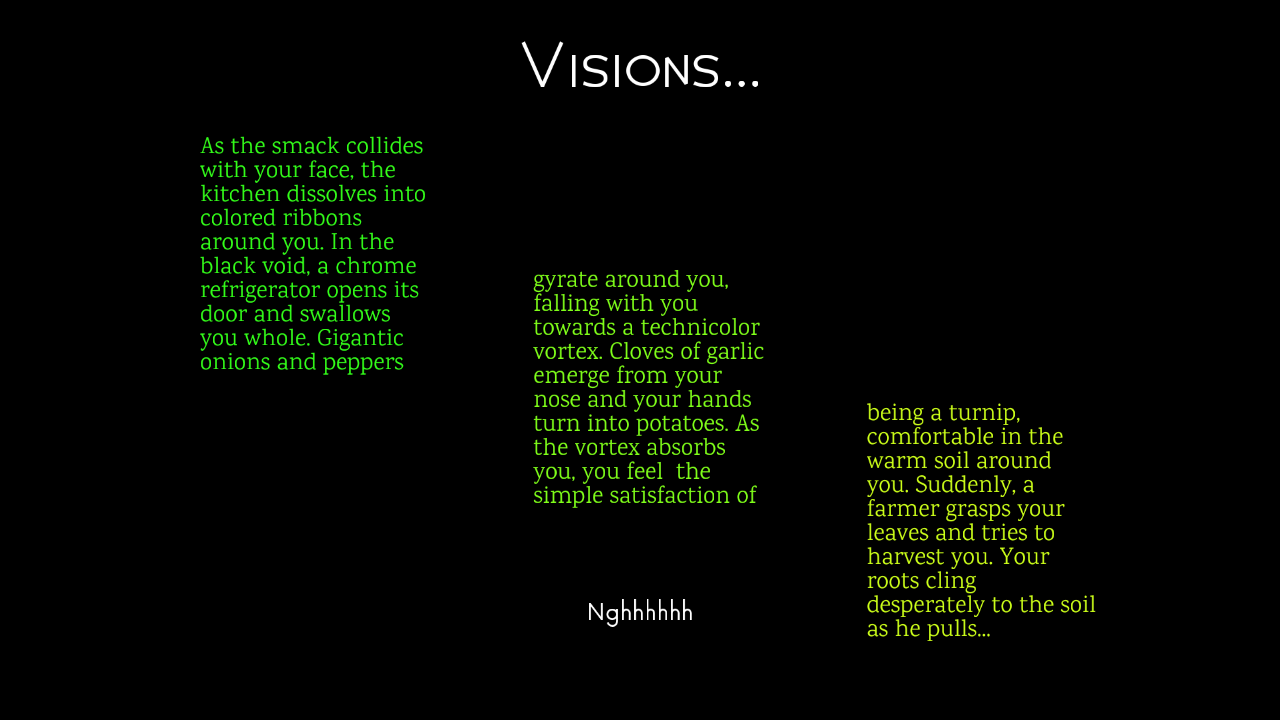 Visions...
As the smack collides
with your face, the
kitchen dissolves into
colored ribbons
around you. In the
black void, a chrome
refrigerator opens its
door and swallows
you whole. Gigantic
onions and peppers
gyrate around you,
falling with you
towards a technicolor
vortex. Cloves of garlic
emerge from your
nose and your hands
turn into potatoes. As
the vortex absorbs
you, you feel  the
simple satisfaction of
being a turnip,
comfortable in the
warm soil around
you. Suddenly, a
farmer grasps your
leaves and tries to
harvest you. Your
roots cling
desperately to the soil
as he pulls...
Nghhhhhh